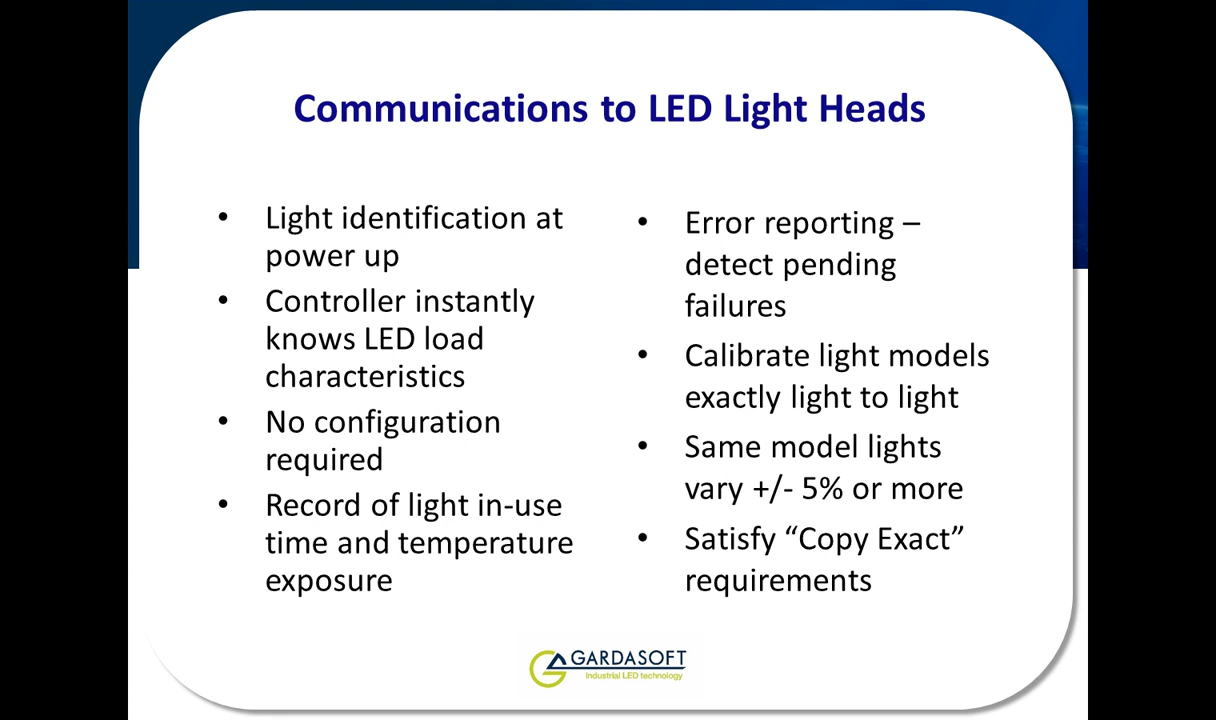 Communications to LED Light Heads
• Light identification at
power up
• Controller instantly
knows LED load
characteristics
• No configuration
required
• Record of light in-use
time and temperature
exposure
• Error reporting –
detect pending
failures
• Calibrate light models
exactly light to light
• Same model lights
vary +/- 5% or more
• Satisfy “Copy Exact”
requirements
GARDASOFT
Industrial LED technology